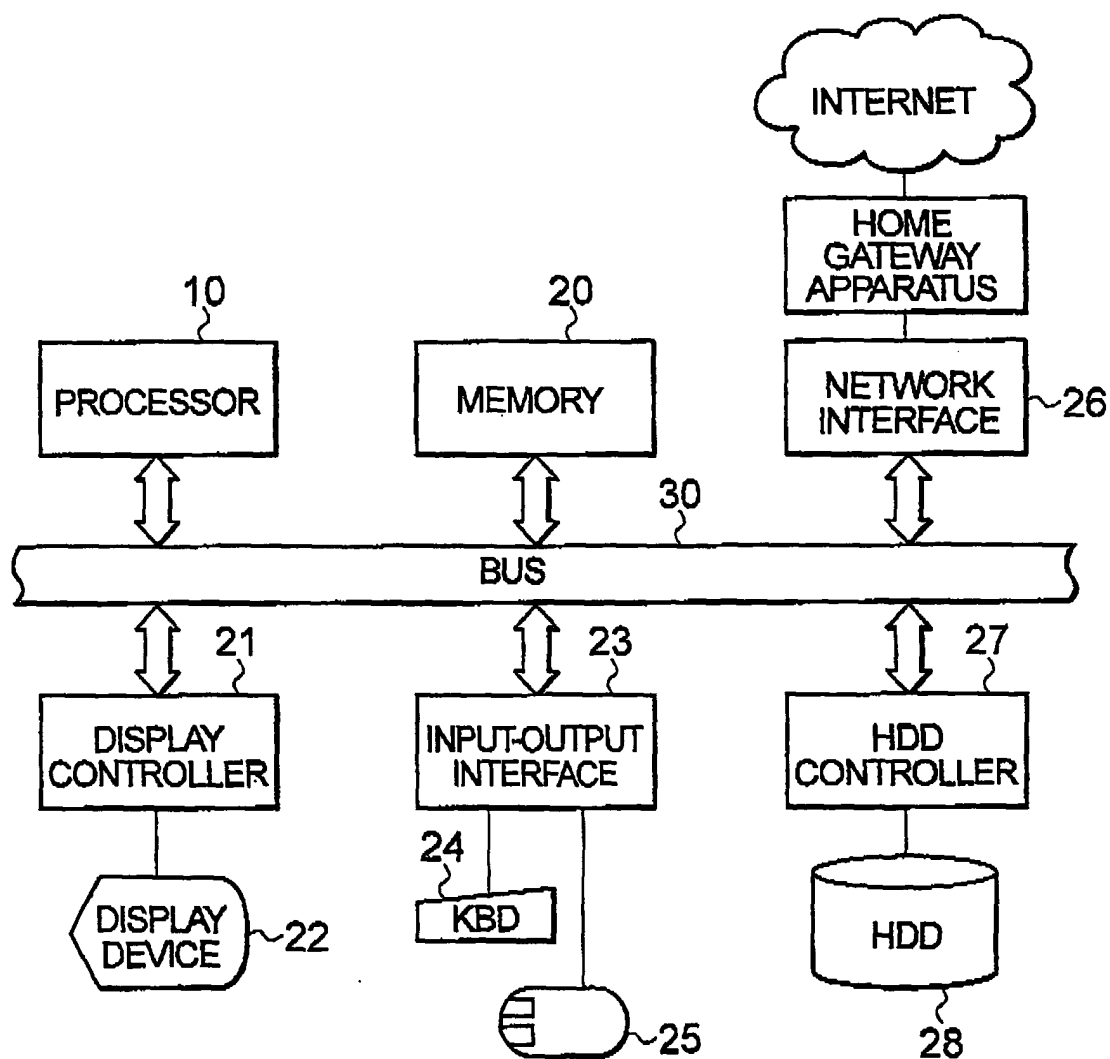 INTERNET
HOME
GATEWAY
APPARATUS
10
20
PROCESSOR
MEMORY
NETWORK
INTERFACE
26
30
BUS
21
23
27
DISPLAY
CONTROLLER
INPUT-OUTPUT
INTERFACE
HDD
CONTROLLER
24
KBD
DISPLAY
DEVICE
22
HDD
25
28